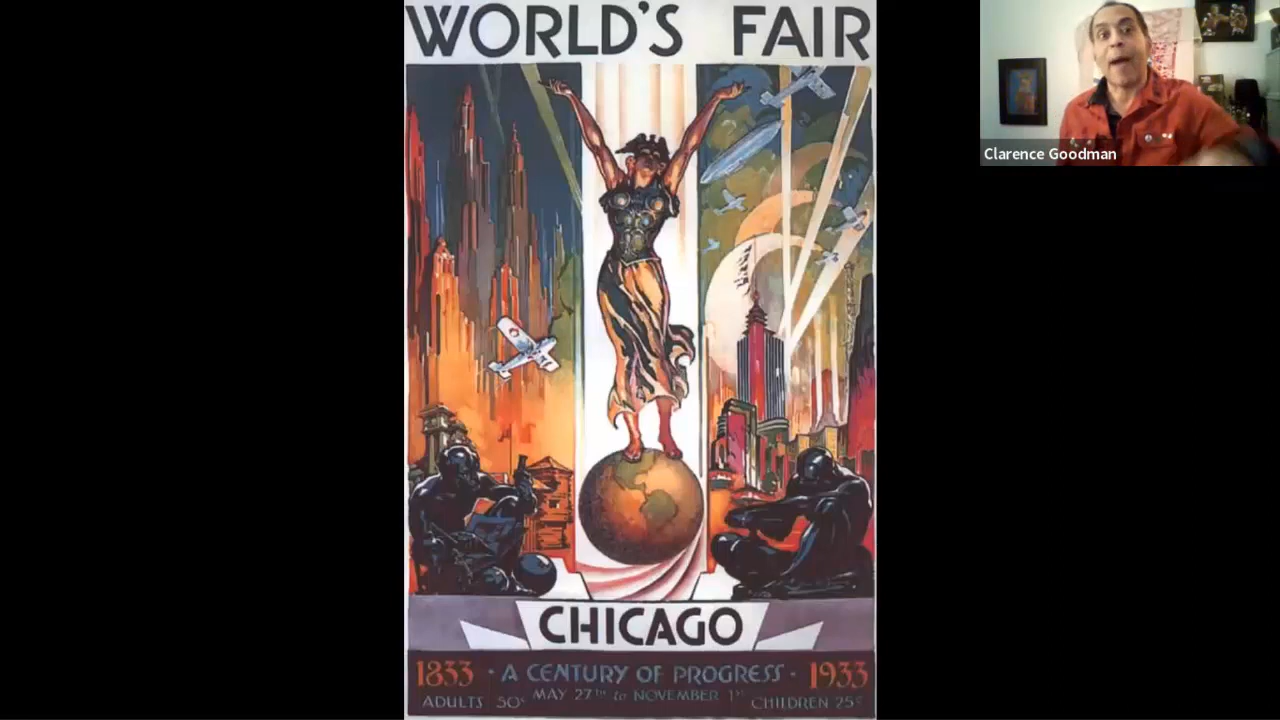 WORLD'S FAIR
Clarence Goodman
CHICAGO
1833 · A CENTURY OF PROGRESS · 1933
ADULTS 50¢ MAY 27TH to NOVEMBER 1ST CHILDREN 25¢